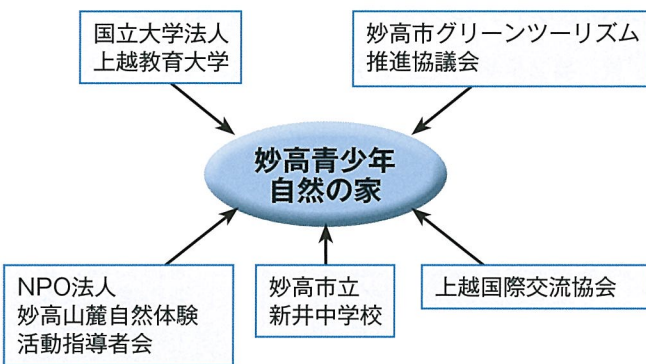 国立大学法人
上越教育大学
妙高市グリーンツーリズム
推進協議会
妙高青少年
自然の家
NPO法人
妙高山麓自然体験
活動指導者会
妙高市立
新井中学校
上越国際交流協会